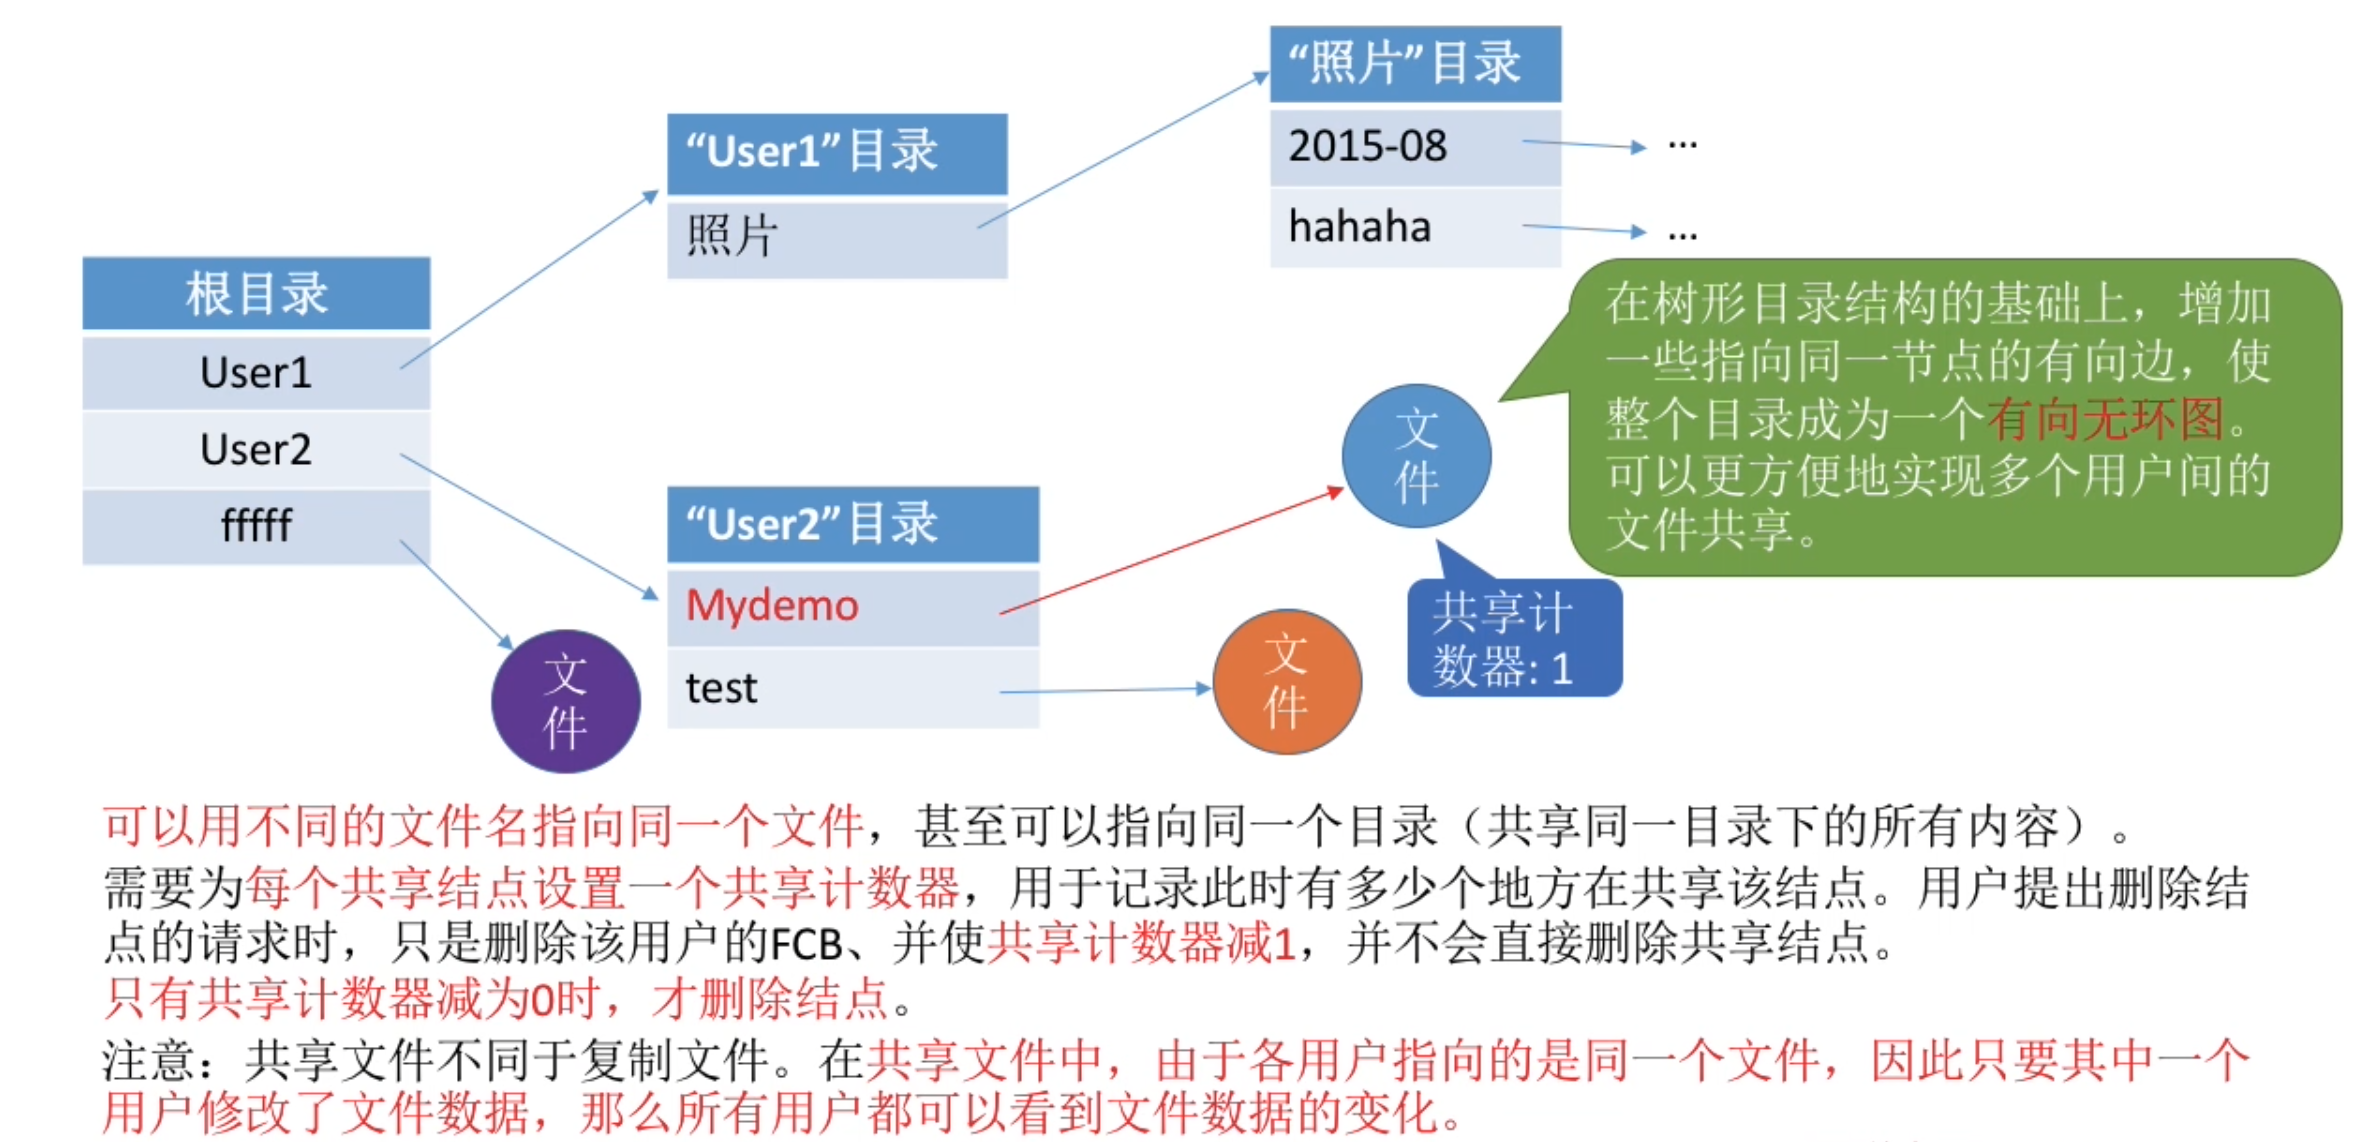 “照片”目录
2015-08
...
hahaha
...
“User1”目录
照片
根目录
User1
User2
fffff
文
件
“User2”目录
Mydemo
test
文
件
文
件
共享计
数器: 1
在树形目录结构的基础上，增加
一些指向同一节点的有向边，使
整个目录成为一个有向无环图。
可以更方便地实现多个用户间的
文件共享。
可以用不同的文件名指向同一个文件，甚至可以指向同一个目录（共享同一目录下的所有内容）。
需要为每个共享结点设置一个共享计数器，用于记录此时有多少个地方在共享该结点。用户提出删除结
点的请求时，只是删除该用户的FCB、并使共享计数器减1，并不会直接删除共享结点。
只有共享计数器减为0时，才删除结点。
注意：共享文件不同于复制文件。在共享文件中，由于各用户指向的是同一个文件，因此只要其中一个
用户修改了文件数据，那么所有用户都可以看到文件数据的变化。